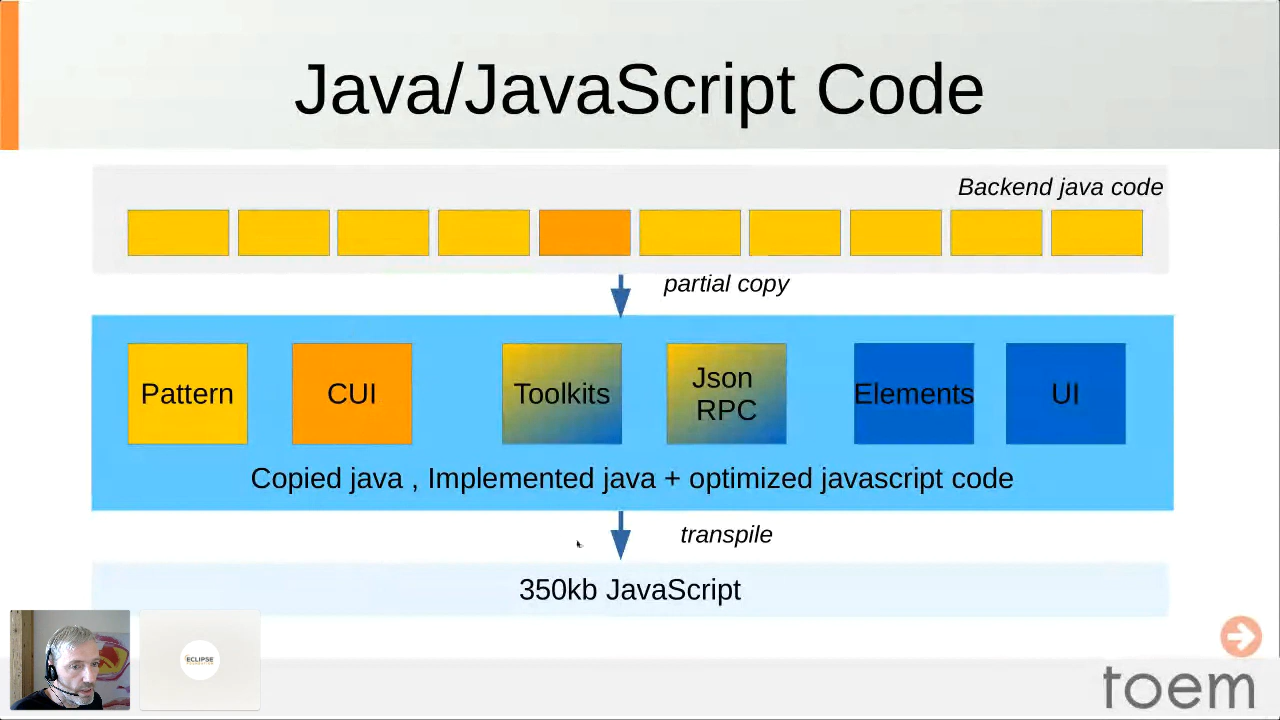 Java/JavaScript Code
Backend java code
partial copy
Pattern
CUI
Toolkits
Json
RPC
Elements
UI
Copied java , Implemented java + optimized javascript code
transpile
350kb JavaScript
ECLIPSE
toem